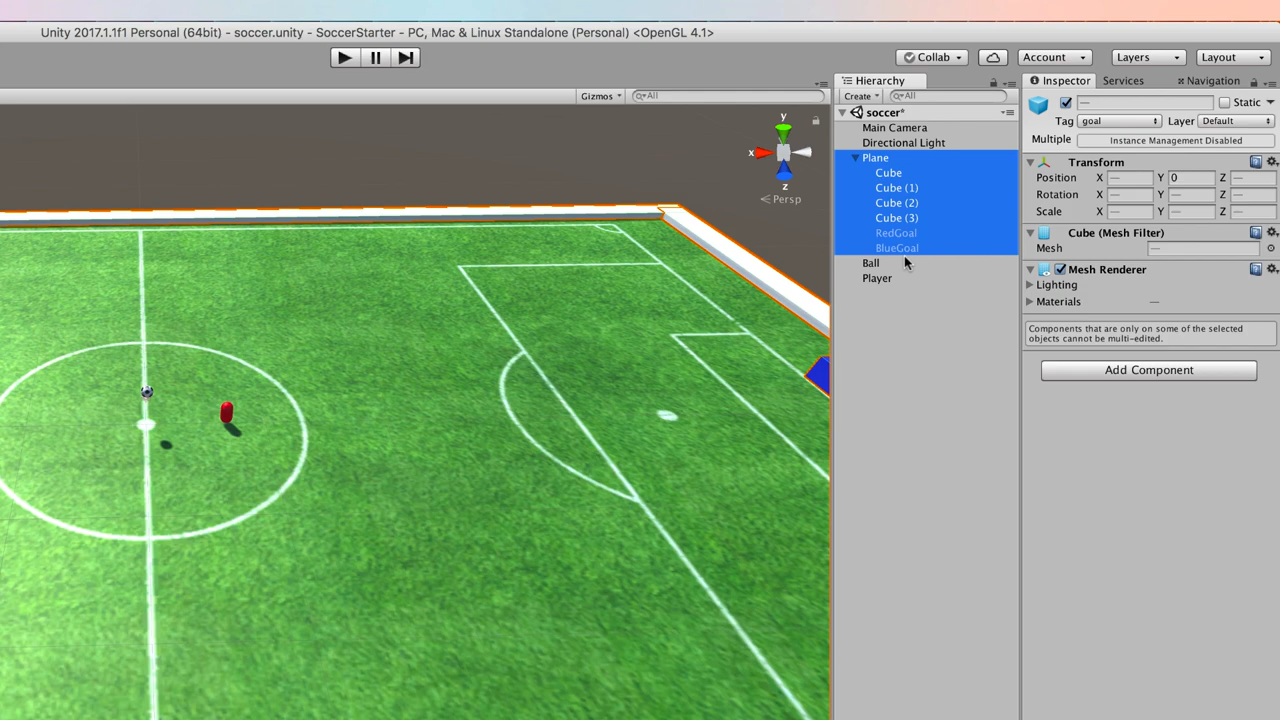 Unity 2017.1.1f1 Personal (64bit) - soccer.unity - SoccerStarter - PC, Mac & Linux Standalone (Personal) <OpenGL 4.1>
Collab Account Layers Layout
Hierarchy Inspector Services Navigation
Gizmos All Create All
soccer*
Main Camera
Directional Light
Plane
Cube
Cube (1)
Cube (2)
Cube (3)
RedGoal
BlueGoal
Ball
Player
y
x
z
Persp
— Static
Tag goal Layer Default
Multiple Instance Management Disabled
Transform
Position X — Y 0 Z —
Rotation X — Y — Z —
Scale X — Y — Z —
Cube (Mesh Filter)
Mesh —
Mesh Renderer
Lighting
Materials —
Components that are only on some of the selected
objects cannot be multi-edited.
Add Component